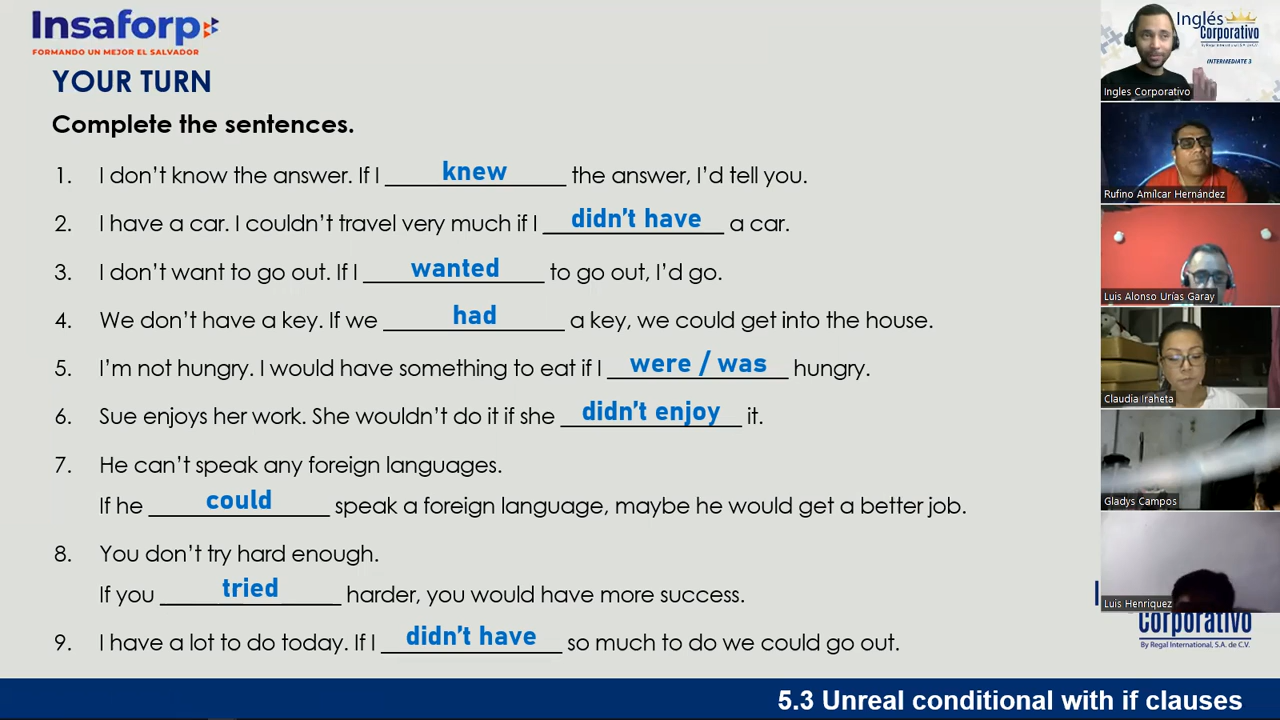 Insaforp
FORMANDO UN MEJOR EL SALVADOR
YOUR TURN
Complete the sentences.
1. I don't know the answer. If I knew the answer, I'd tell you.
2. I have a car. I couldn't travel very much if I didn't have a car.
3. I don't want to go out. If I wanted to go out, I'd go.
4. We don't have a key. If we had a key, we could get into the house.
5. I'm not hungry. I would have something to eat if I were / was hungry.
6. Sue enjoys her work. She wouldn't do it if she didn't enjoy it.
7. He can't speak any foreign languages.
If he could speak a foreign language, maybe he would get a better job.
8. You don't try hard enough.
If you tried harder, you would have more success.
9. I have a lot to do today. If I didn't have so much to do we could go out.
5.3 Unreal conditional with if clauses
Inglés
Corporativo
By Regal International, S.A. de C.V.
INTERMEDIATE 3
Ingles Corporativo
Rufino Amílcar Hernández
Luis Alonso Urías Garay
Claudia Iraheta
Gladys Campos
Luis Henriquez
Corporativo
By Regal International, S.A. de C.V.